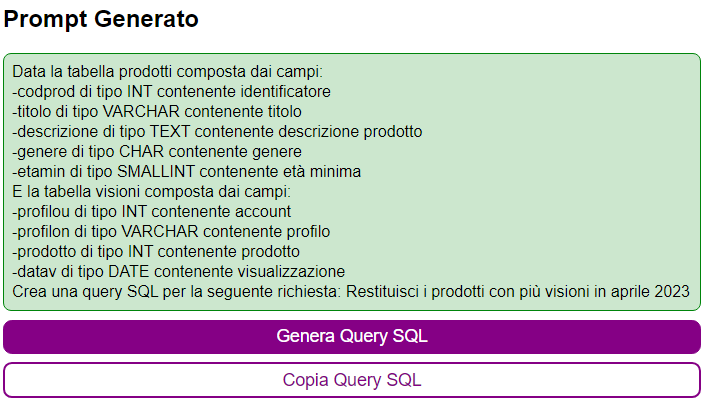 Prompt Generato
Data la tabella prodotti composta dai campi:
-codprod di tipo INT contenente identificatore
-titolo di tipo VARCHAR contenente titolo
-descrizione di tipo TEXT contenente descrizione prodotto
-genere di tipo CHAR contenente genere
-etamin di tipo SMALLINT contenente età minima
E la tabella visioni composta dai campi:
-profilou di tipo INT contenente account
-profilon di tipo VARCHAR contenente profilo
-prodotto di tipo INT contenente prodotto
-datav di tipo DATE contenente visualizzazione
Crea una query SQL per la seguente richiesta: Restituisci i prodotti con più visioni in aprile 2023
Genera Query SQL
Copia Query SQL